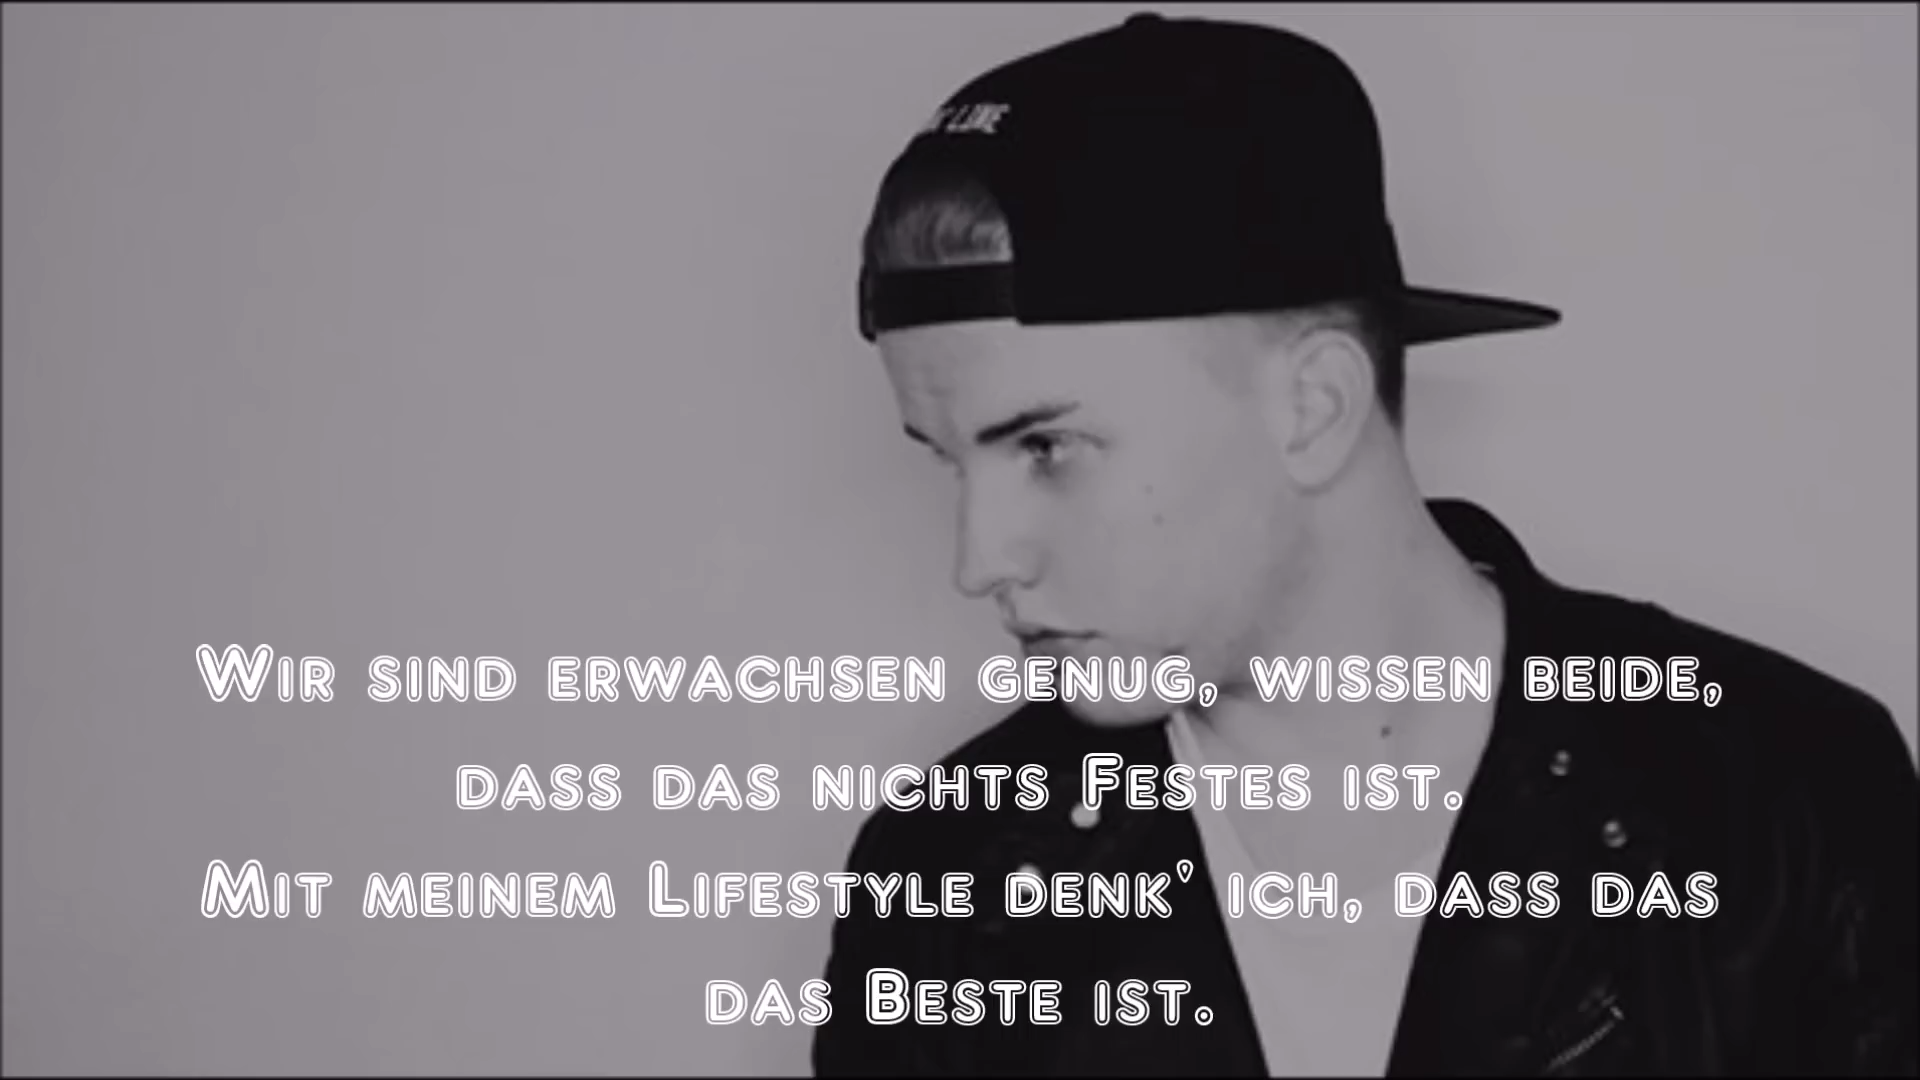 LINE
Wir sind erwachsen genug, wissen beide,
dass das nichts Festes ist.
Mit meinem Lifestyle denk' ich, dass das
das Beste ist.